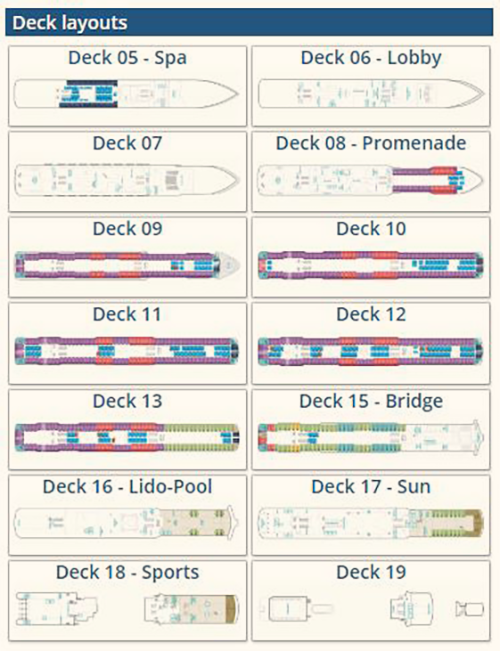 Deck layouts
Deck 05 - Spa
Deck 06 - Lobby
Deck 07
Deck 08 - Promenade
Deck 09
Deck 10
Deck 11
Deck 12
Deck 13
Deck 15 - Bridge
Deck 16 - Lido-Pool
Deck 17 - Sun
Deck 18 - Sports
Deck 19